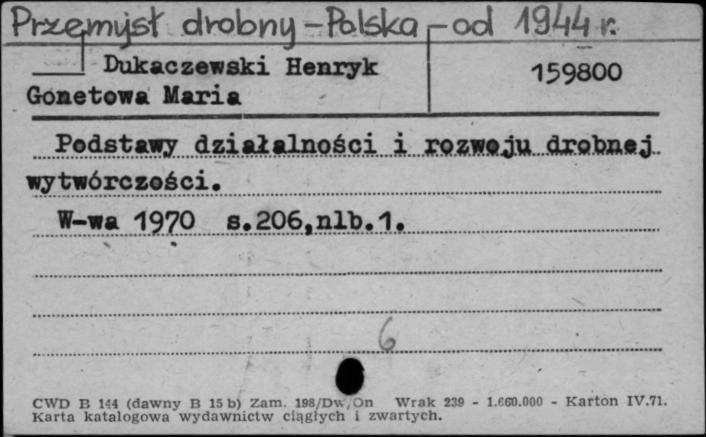 Przemysł drobny - Polska - od 1944 r.
Dukaczewski Henryk
159800
Gonetowa Maria
Podstawy działalności i rozwoju drobnej
wytwórczości.
W-wa 1970 s.206,nlb.1.
6
CWD B 144 (dawny B 15 b) Zam. 198/Dw/On Wrak 239 - 1.660.000 - Karton IV.71.
Karta katalogowa wydawnictw ciągłych i zwartych.